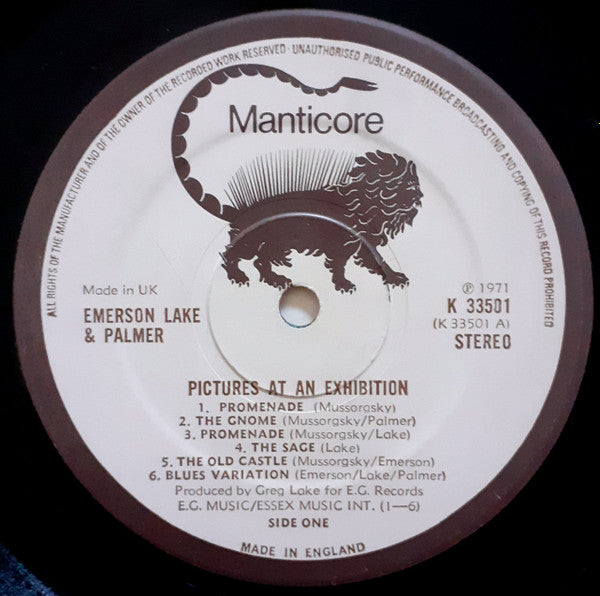 ALL RIGHTS OF THE MANUFACTURER AND OF THE OWNER OF THE RECORDED WORK RESERVED · UNAUTHORISED PUBLIC PERFORMANCE BROADCASTING AND COPYING OF THIS RECORD PROHIBITED
Manticore
Made in UK
EMERSON LAKE
& PALMER
℗ 1971
K 33501
(K 33501 A)
STEREO
PICTURES AT AN EXHIBITION
1. PROMENADE (Mussorgsky)
2. THE GNOME (Mussorgsky/Palmer)
3. PROMENADE (Mussorgsky/Lake)
4. THE SAGE (Lake)
5. THE OLD CASTLE (Mussorgsky/Emerson)
6. BLUES VARIATION (Emerson/Lake/Palmer)
Produced by Greg Lake for E.G. Records
E.G. MUSIC/ESSEX MUSIC INT. (1—6)
SIDE ONE
MADE IN ENGLAND